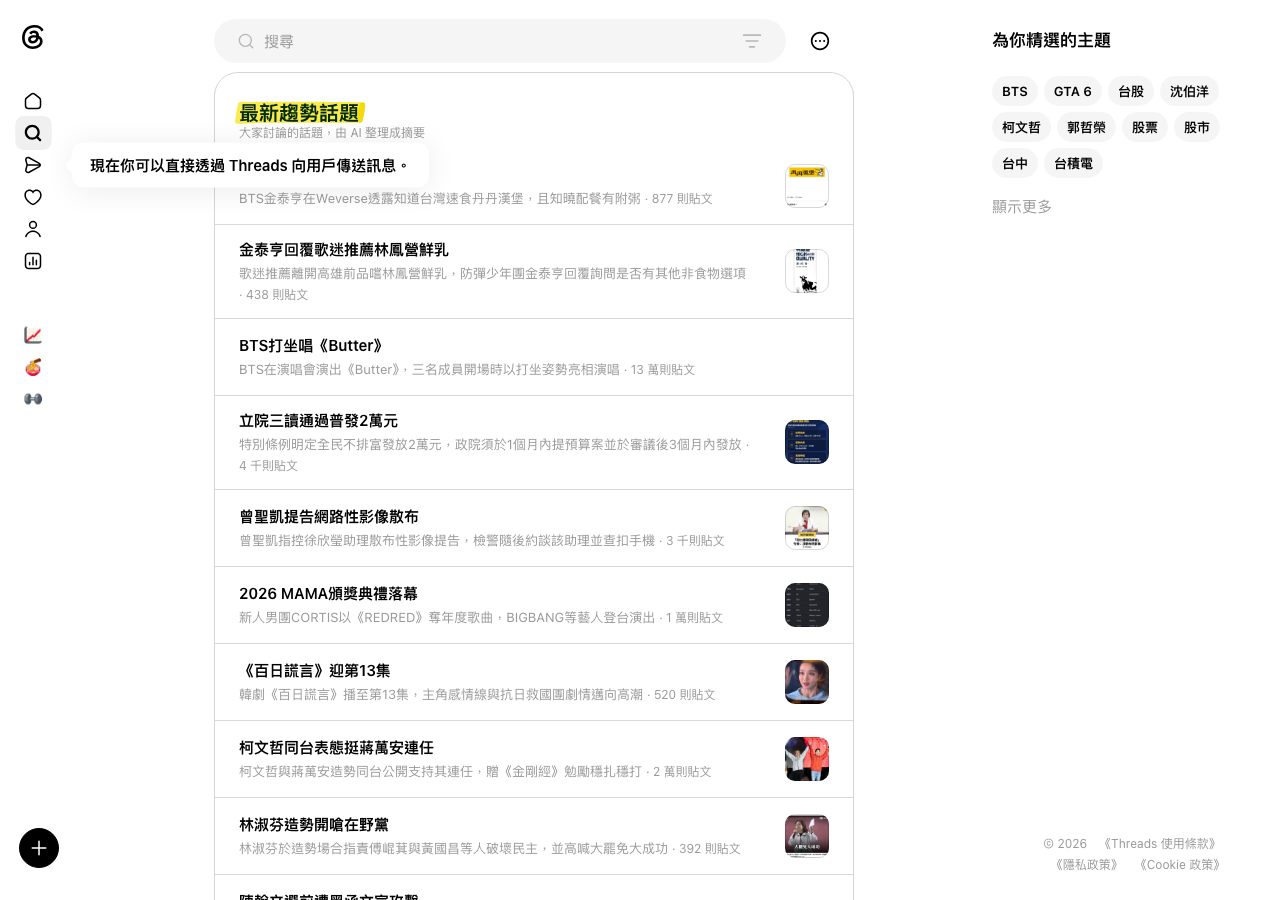 搜尋
最新趨勢話題
大家討論的話題，由 AI 整理成摘要
現在你可以直接透過 Threads 向用戶傳送訊息。
BTS金泰亨在Weverse透露知道台灣速食丹丹漢堡，且知曉配餐有附粥 · 877 則貼文
金泰亨回覆歌迷推薦林鳳營鮮乳
歌迷推薦離開高雄前品嚐林鳳營鮮乳，防彈少年團金泰亨回覆詢問是否有其他非食物選項
· 438 則貼文
BTS打坐唱《Butter》
BTS在演唱會演出《Butter》，三名成員開場時以打坐姿勢亮相演唱 · 13 萬則貼文
立院三讀通過普發2萬元
特別條例明定全民不排富發放2萬元，政院須於1個月內提預算案並於審議後3個月內發放 ·
4 千則貼文
曾聖凱提告網路性影像散布
曾聖凱指控徐欣瑩助理散布性影像提告，檢警隨後約談該助理並查扣手機 · 3 千則貼文
2026 MAMA頒獎典禮落幕
新人男團CORTIS以《REDRED》奪年度歌曲，BIGBANG等藝人登台演出 · 1 萬則貼文
《百日謊言》迎第13集
韓劇《百日謊言》播至第13集，主角感情線與抗日救國團劇情邁向高潮 · 520 則貼文
柯文哲同台表態挺蔣萬安連任
柯文哲與蔣萬安造勢同台公開支持其連任，贈《金剛經》勉勵穩扎穩打 · 2 萬則貼文
林淑芬造勢開嗆在野黨
林淑芬於造勢場合指責傅崐萁與黃國昌等人破壞民主，並高喊大罷免大成功 · 392 則貼文
為你精選的主題
BTS
GTA 6
台股
沈伯洋
柯文哲
郭哲榮
股票
股市
台中
台積電
顯示更多
© 2026
《Threads 使用條款》
《隱私政策》
《Cookie 政策》